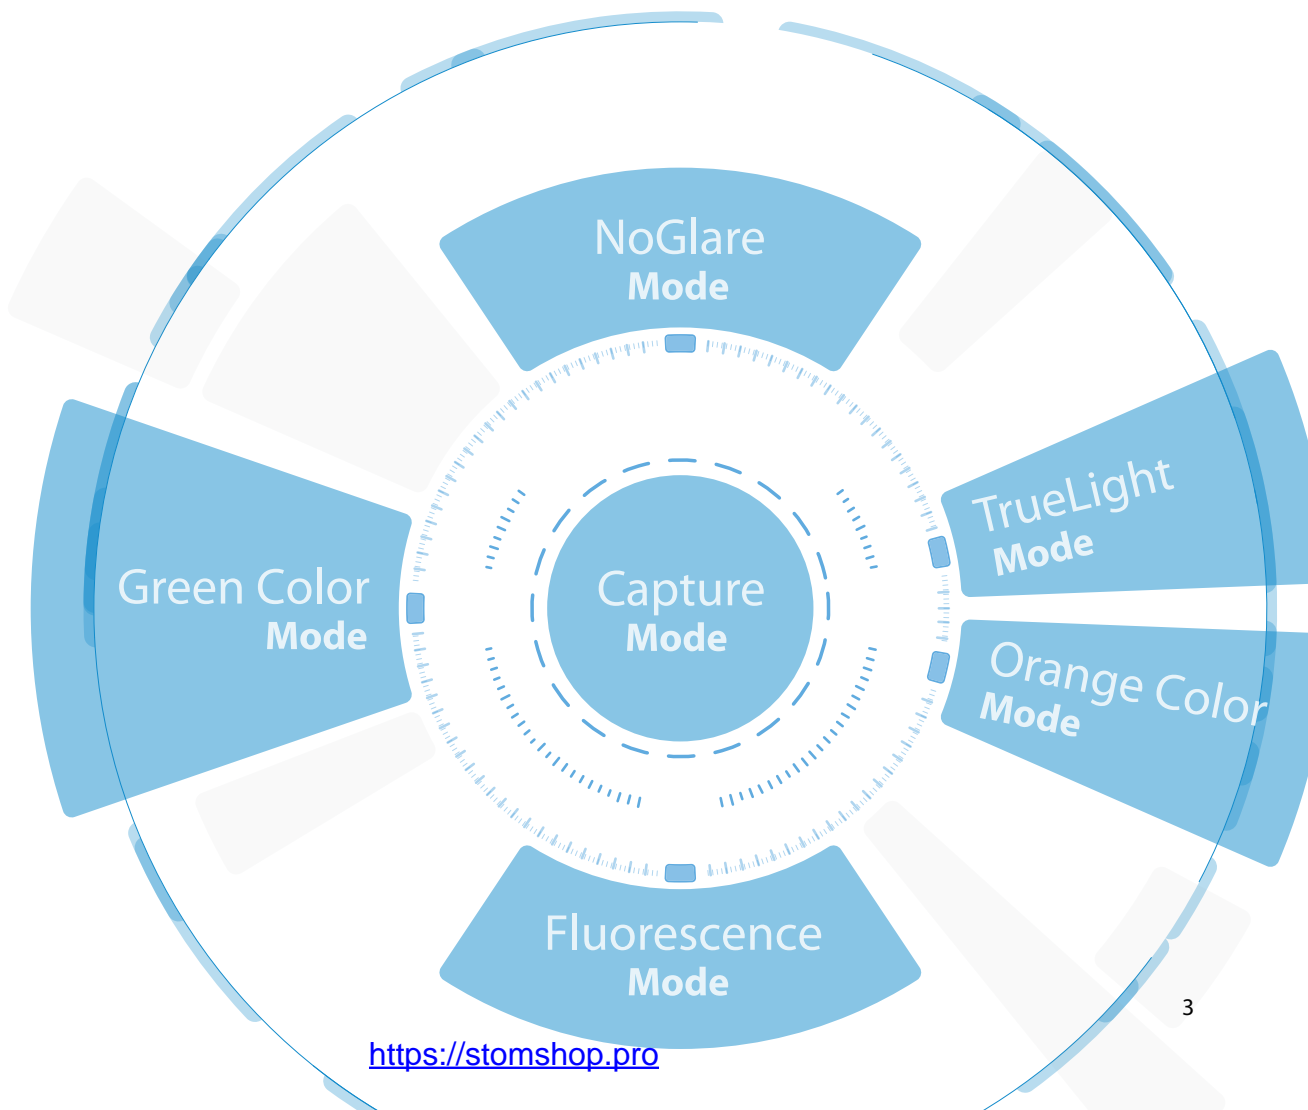 NoGlare
Mode
TrueLight
Mode
Green Color
Mode
Capture
Mode
Orange Color
Mode
Fluorescence
Mode
3
https://stomshop.pro